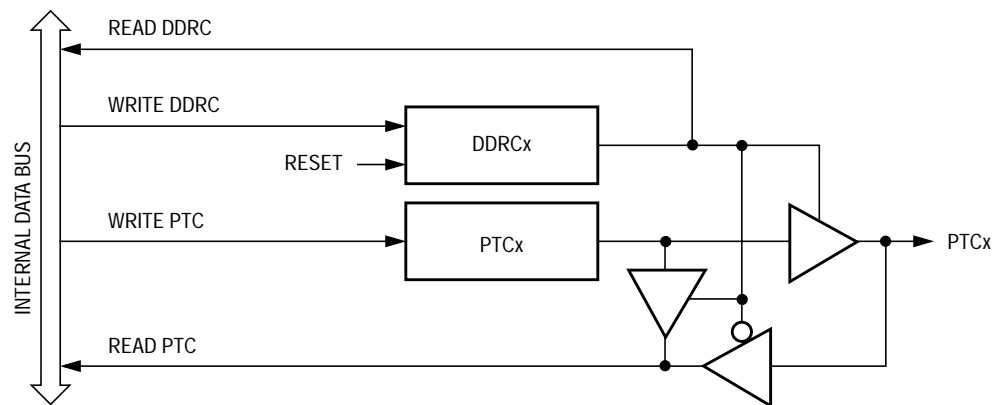 READ DDRC
WRITE DDRC
DDRCx
RESET
INTERNAL DATA BUS
WRITE PTC
PTCx
PTCx
READ PTC